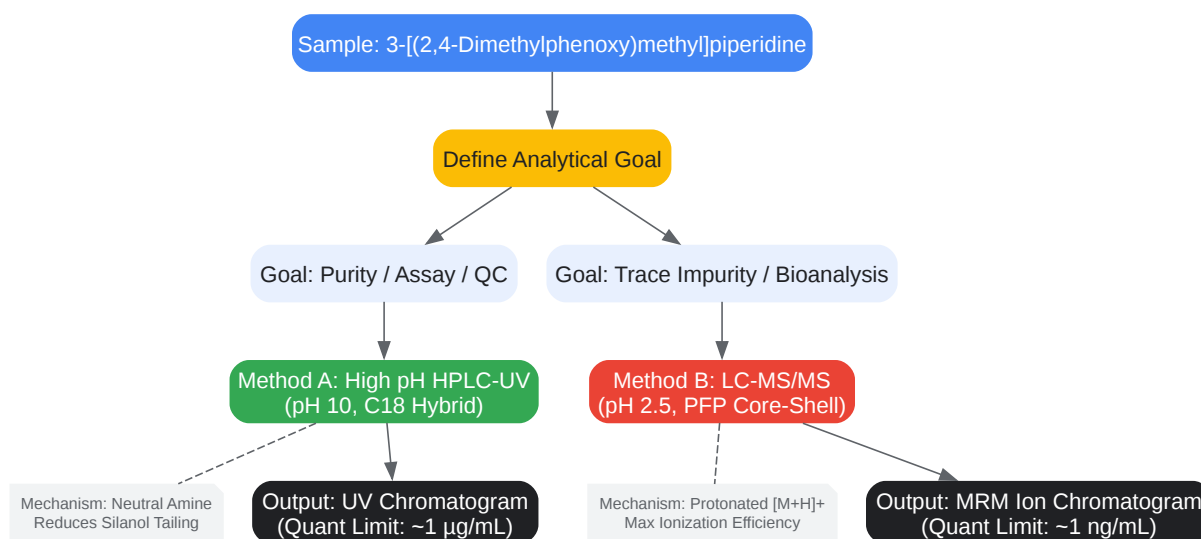 Sample: 3-[(2,4-Dimethylphenoxy)methyl]piperidine
Define Analytical Goal
Goal: Purity / Assay / QC
Goal: Trace Impurity / Bioanalysis
Method A: High pH HPLC-UV
(pH 10, C18 Hybrid)
Method B: LC-MS/MS
(pH 2.5, PFP Core-Shell)
Mechanism: Neutral Amine
Reduces Silanol Tailing
Output: UV Chromatogram
(Quant Limit: ~1 µg/mL)
Mechanism: Protonated [M+H]+
Max Ionization Efficiency
Output: MRM Ion Chromatogram
(Quant Limit: ~1 ng/mL)